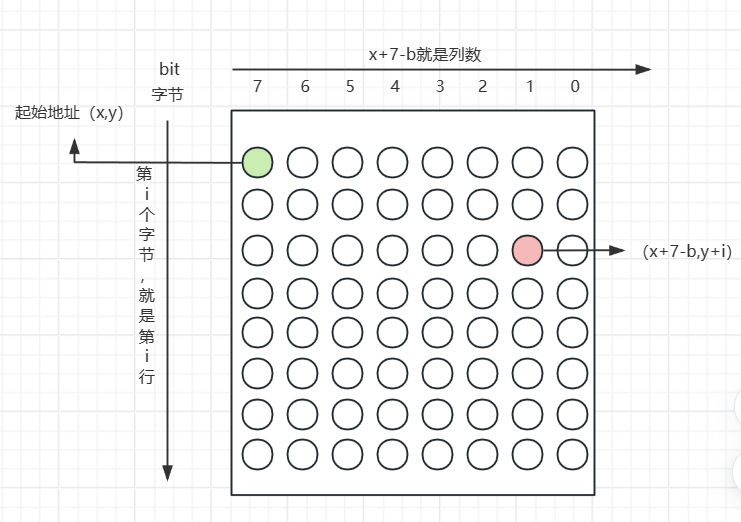 x+7-b就是列数
bit
7 6 5 4 3 2 1 0
字节
起始地址（x,y）
第i个字节,就是第i行
（x+7-b,y+i）